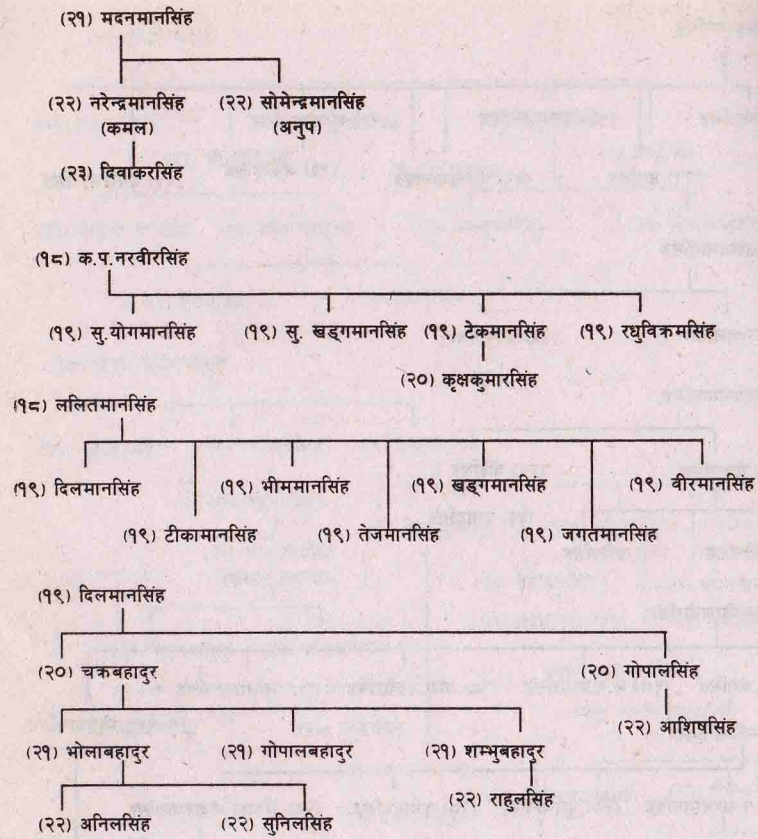 (२१) मदनमानसिंह
(२२) नरेन्द्रमानसिंह (२२) सोमेन्द्रमानसिंह
(कमल) (अनुप)
(२३) दिवाकरसिंह
(१८) क.प.नरवीरसिंह
(१९) सु.योगमानसिंह (१९) सु. खड्गमानसिंह (१९) टेकमानसिंह (१९) रधुविक्रमसिंह
(२०) कृक्षकुमारसिंह
(१८) ललितमानसिंह
(१९) दिलमानसिंह (१९) भीममानसिंह (१९) खड्गमानसिंह (१९) वीरमानसिंह
(१९) टीकामानसिंह (१९) तेजमानसिंह (१९) जगतमानसिंह
(१९) दिलमानसिंह
(२०) चक्रबहादुर (२०) गोपालसिंह
(२२) आशिषसिंह
(२१) भोलाबहादुर (२१) गोपालबहादुर (२१) शम्भुबहादुर
(२२) राहुलसिंह
(२२) अनिलसिंह (२२) सुनिलसिंह